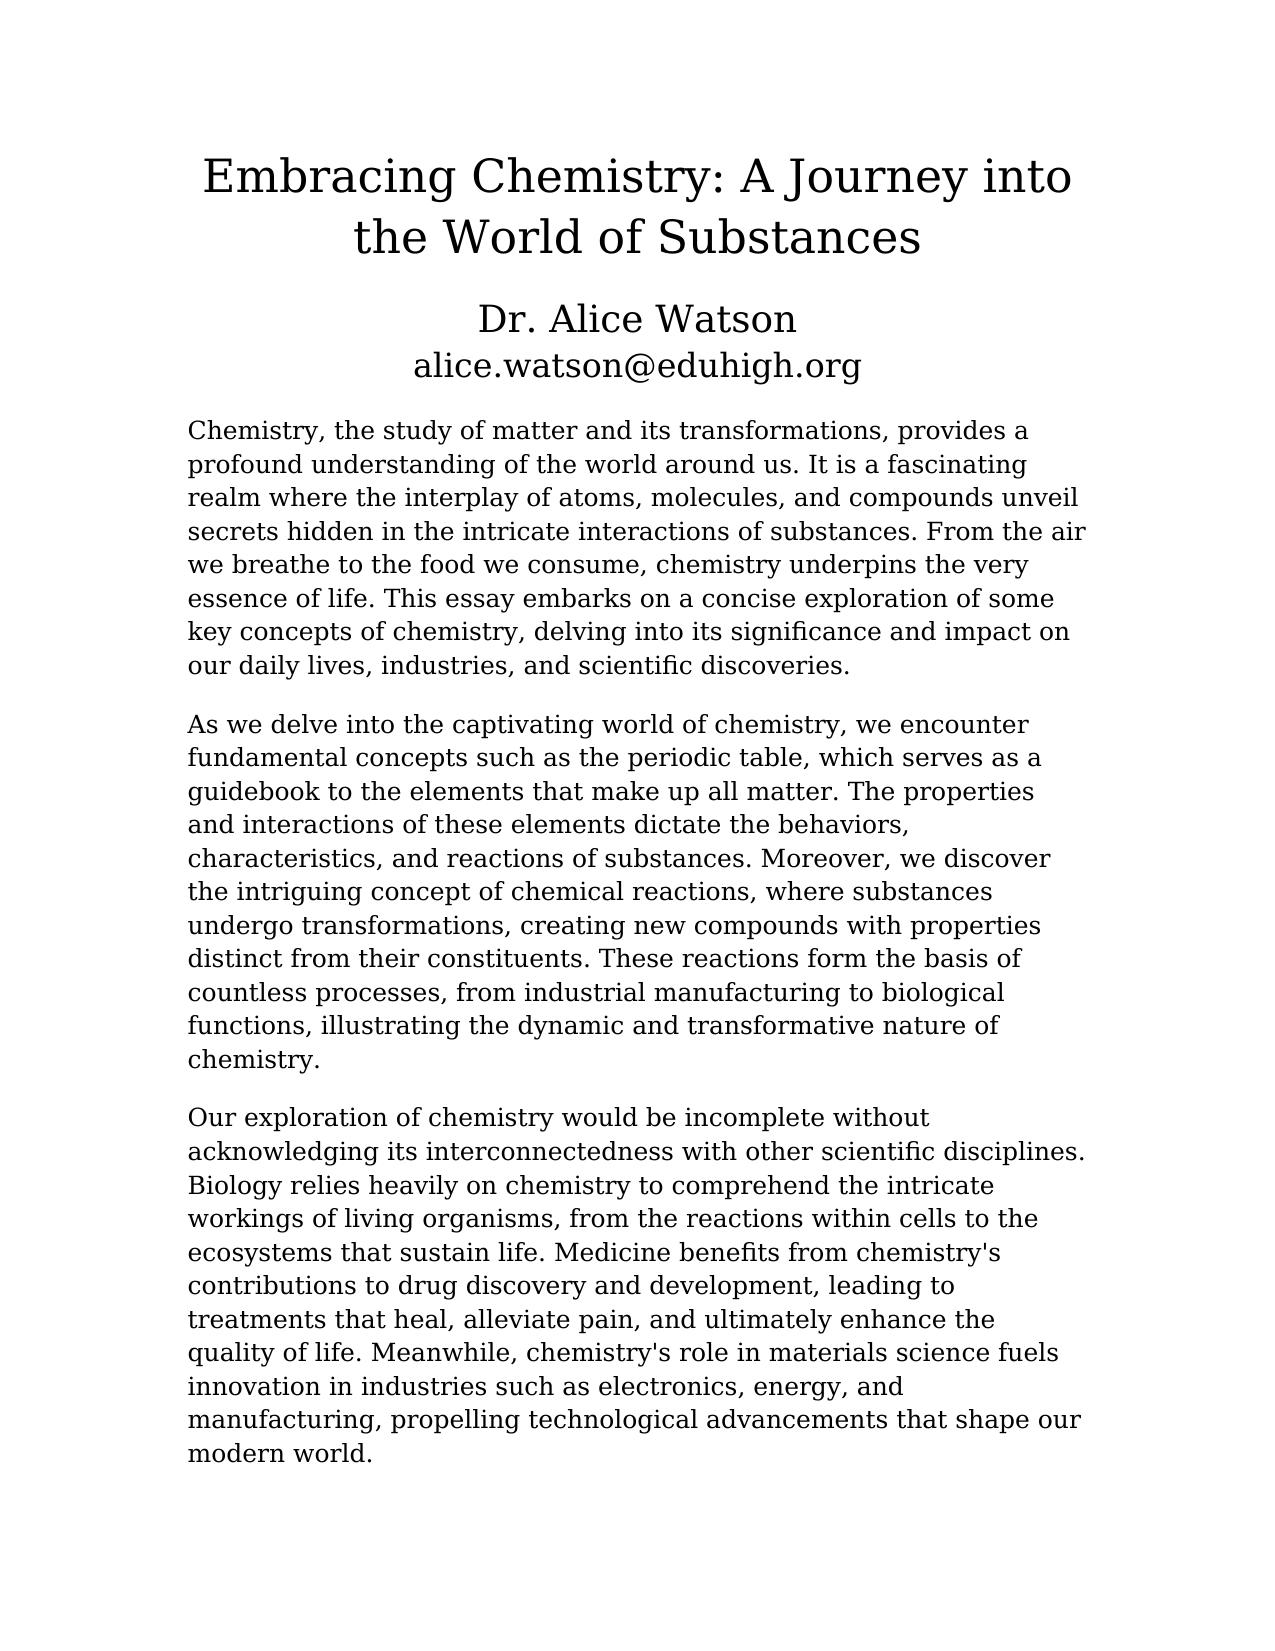 Embracing Chemistry: A Journey into
the World of Substances
Dr. Alice Watson
alice.watson@eduhigh.org
Chemistry, the study of matter and its transformations, provides a
profound understanding of the world around us. It is a fascinating
realm where the interplay of atoms, molecules, and compounds unveil
secrets hidden in the intricate interactions of substances. From the air
we breathe to the food we consume, chemistry underpins the very
essence of life. This essay embarks on a concise exploration of some
key concepts of chemistry, delving into its significance and impact on
our daily lives, industries, and scientific discoveries.
As we delve into the captivating world of chemistry, we encounter
fundamental concepts such as the periodic table, which serves as a
guidebook to the elements that make up all matter. The properties
and interactions of these elements dictate the behaviors,
characteristics, and reactions of substances. Moreover, we discover
the intriguing concept of chemical reactions, where substances
undergo transformations, creating new compounds with properties
distinct from their constituents. These reactions form the basis of
countless processes, from industrial manufacturing to biological
functions, illustrating the dynamic and transformative nature of
chemistry.
Our exploration of chemistry would be incomplete without
acknowledging its interconnectedness with other scientific disciplines.
Biology relies heavily on chemistry to comprehend the intricate
workings of living organisms, from the reactions within cells to the
ecosystems that sustain life. Medicine benefits from chemistry's
contributions to drug discovery and development, leading to
treatments that heal, alleviate pain, and ultimately enhance the
quality of life. Meanwhile, chemistry's role in materials science fuels
innovation in industries such as electronics, energy, and
manufacturing, propelling technological advancements that shape our
modern world.